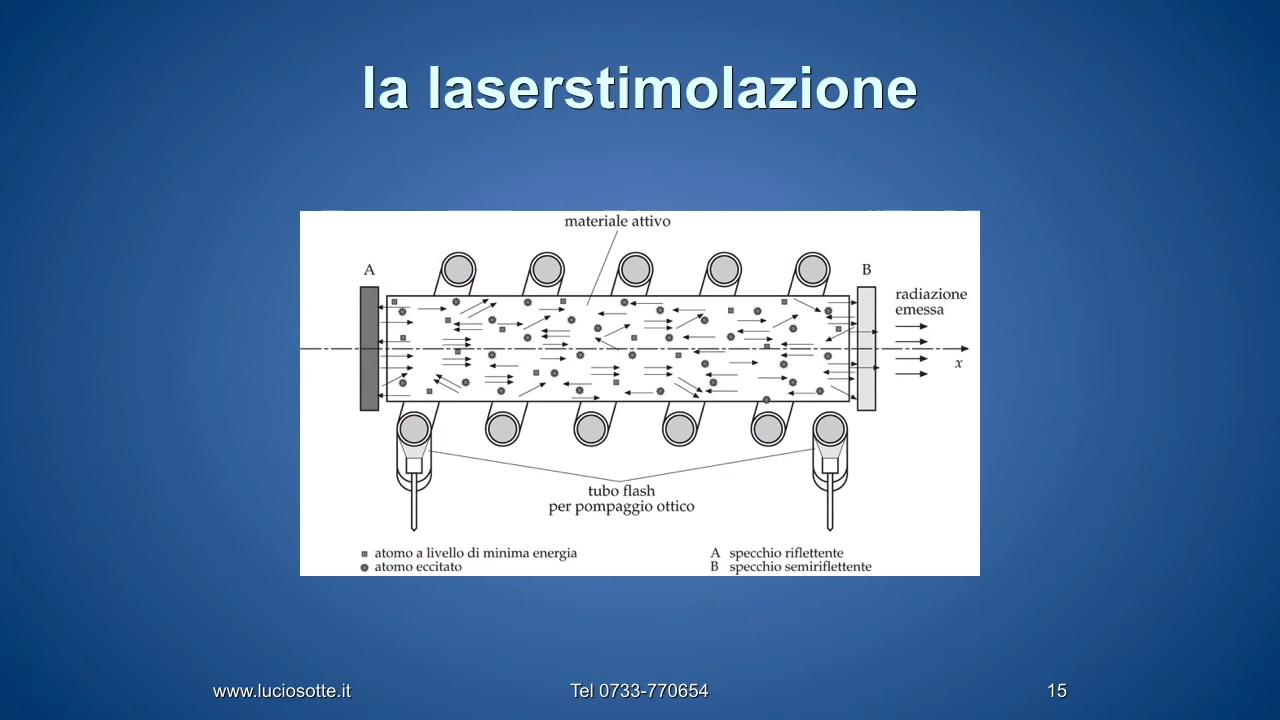 la laserstimolazione
materiale attivo
A
B
radiazione
emessa
x
tubo flash
per pompaggio ottico
atomo a livello di minima energia
atomo eccitato
A specchio riflettente
B specchio semiriflettente
www.luciosotte.it
Tel 0733-770654
15